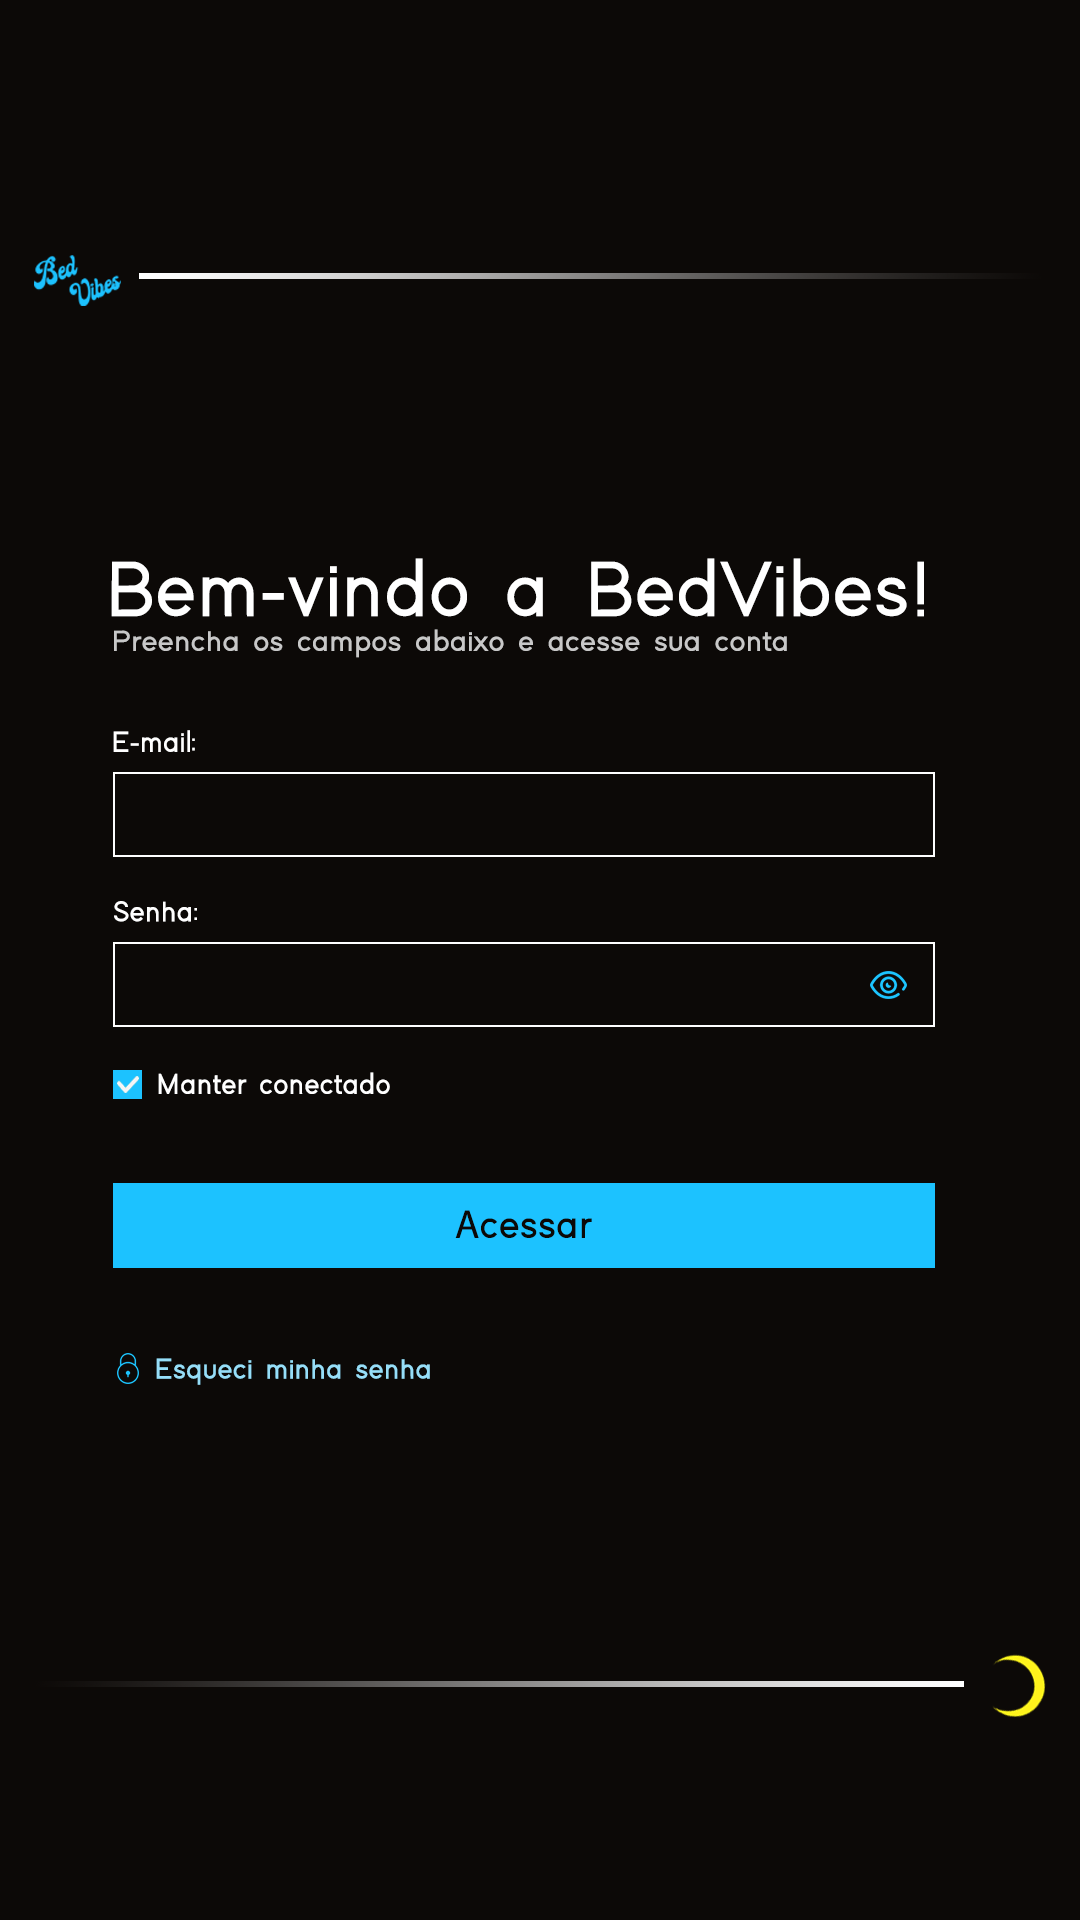 Bed
Vibes
Bem-vindo a BedVibes!
Preencha os campos abaixo e acesse sua conta
E-mail:
Senha:
Manter conectado
Acessar
Esqueci minha senha